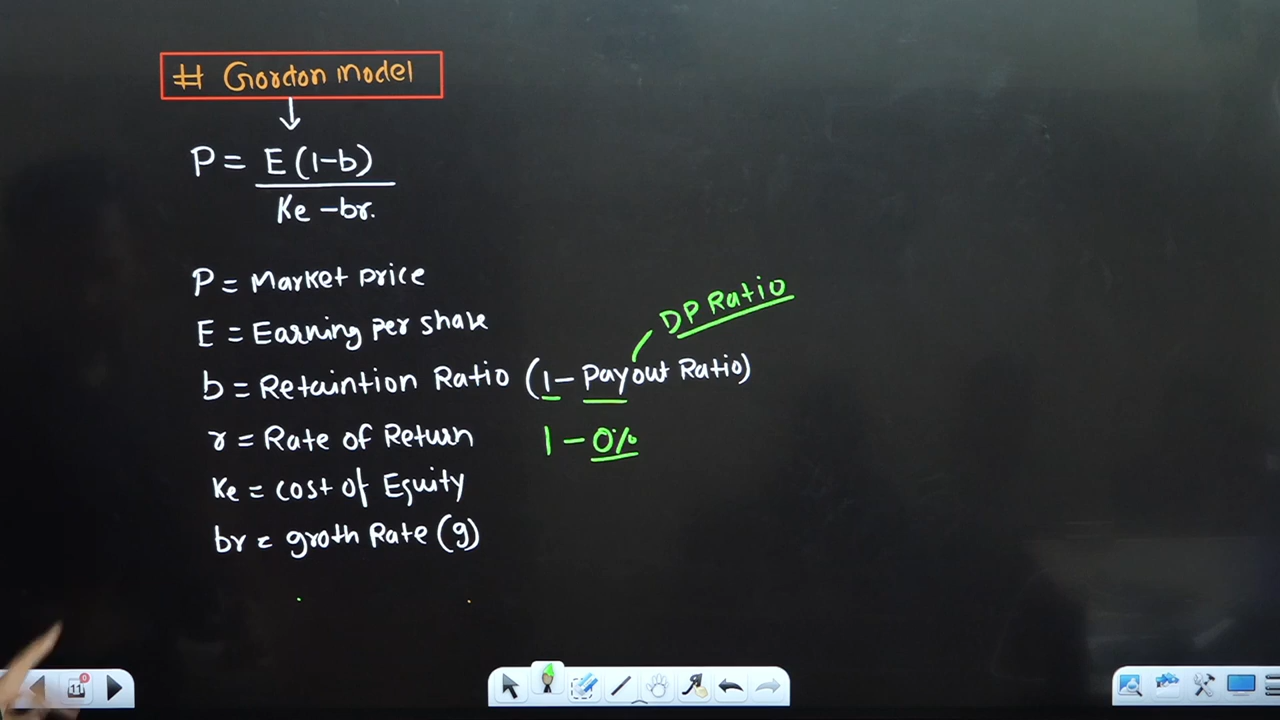 # Gordon model
P = E(1-b)
Ke - br.
P = Market price
E = Earning per share
DP Ratio
b = Retaintion Ratio (1 - Payout Ratio)
r = Rate of Return
1 - 0%
Ke = cost of Equity
br = groth Rate (g)
11